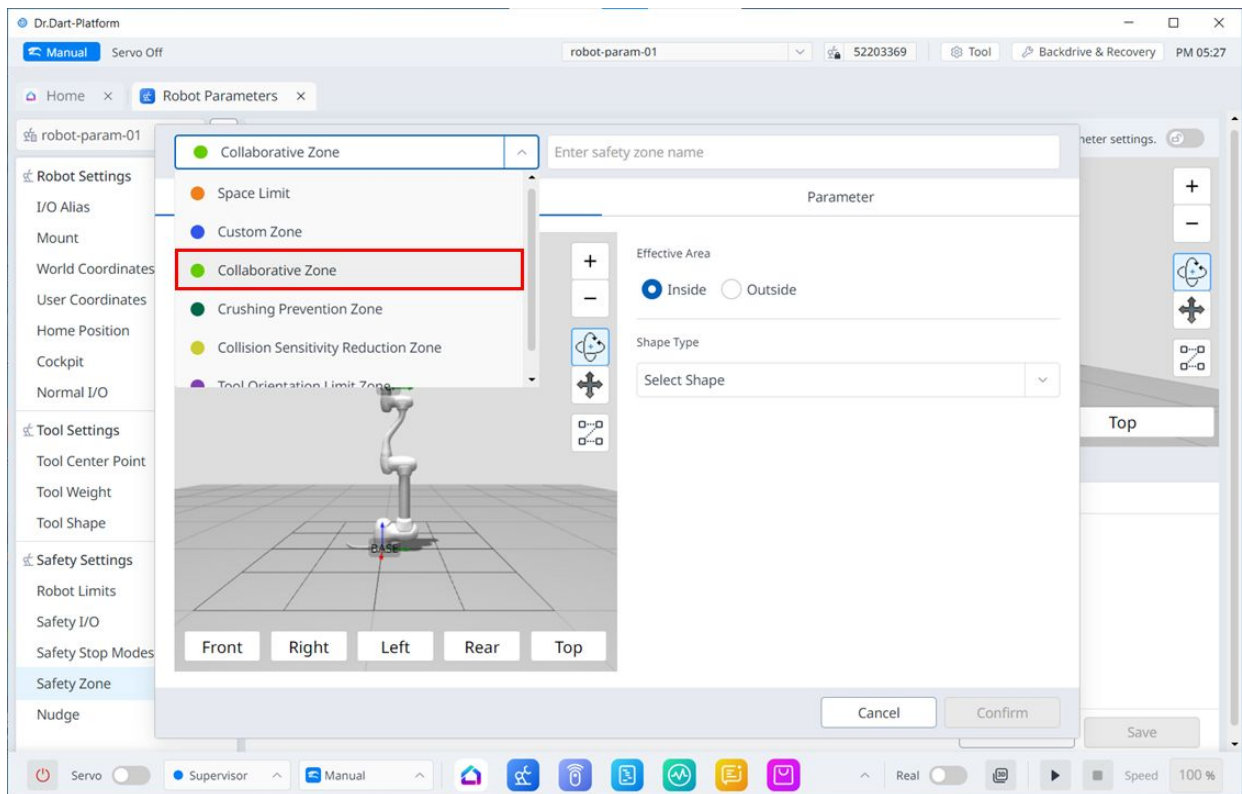 Dr.Dart-Platform
Manual Servo Off robot-param-01 52203369 Tool Backdrive & Recovery PM 05:27
Home Robot Parameters
robot-param-01
Collaborative Zone
Enter safety zone name
neter settings.
Robot Settings
I/O Alias
Mount
World Coordinates
User Coordinates
Home Position
Cockpit
Normal I/O
Tool Settings
Tool Center Point
Tool Weight
Tool Shape
Safety Settings
Robot Limits
Safety I/O
Safety Stop Modes
Safety Zone
Nudge
Space Limit
Custom Zone
Collaborative Zone
Crushing Prevention Zone
Collision Sensitivity Reduction Zone
Tool Orientation Limit Zone
BASE
Front Right Left Rear Top
Parameter
Effective Area
Inside Outside
Shape Type
Select Shape
Top
Cancel Confirm
Save
Servo Supervisor Manual Real 3D Speed 100 %